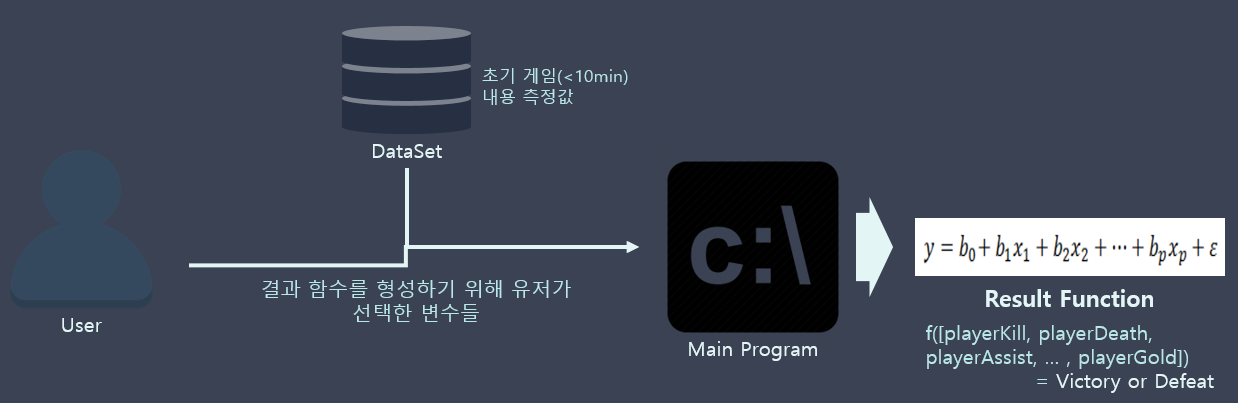 초기 게임(<10min)
내용 측정값
DataSet
User
결과 함수를 형성하기 위해 유저가
선택한 변수들
c:\
Main Program
y = b₀ + b₁x₁ + b₂x₂ + ⋯ + bₚxₚ + ε
Result Function
f([playerKill, playerDeath,
playerAssist, ... , playerGold])
= Victory or Defeat